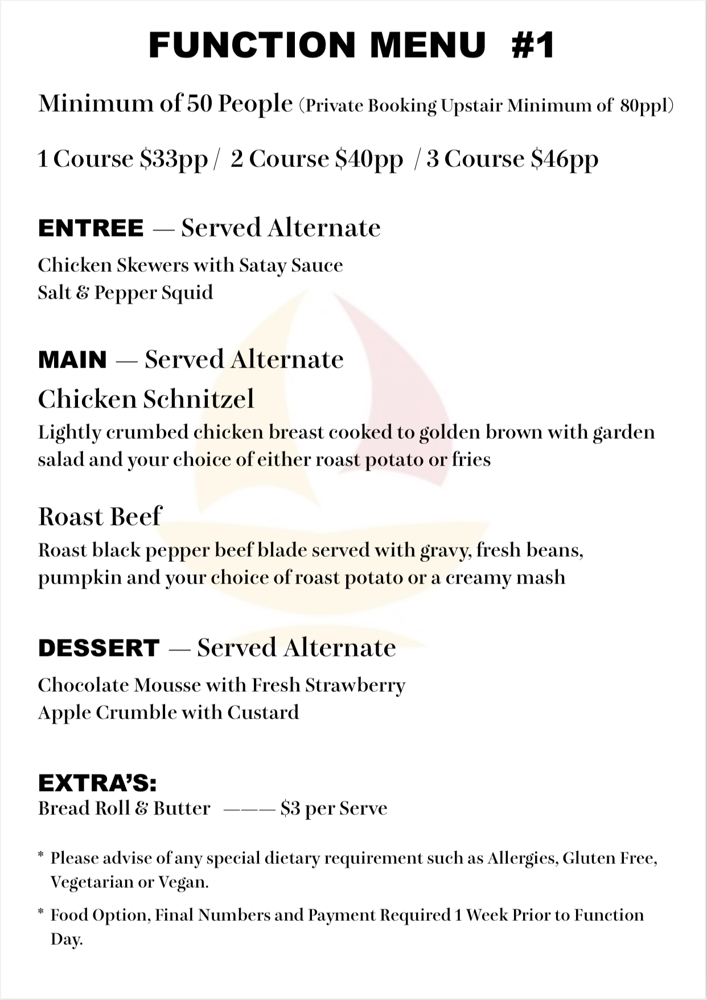 FUNCTION MENU #1
Minimum of 50 People (Private Booking Upstair Minimum of 80ppl)
1 Course $33pp / 2 Course $40pp / 3 Course $46pp
ENTREE — Served Alternate
Chicken Skewers with Satay Sauce
Salt & Pepper Squid
MAIN — Served Alternate
Chicken Schnitzel
Lightly crumbed chicken breast cooked to golden brown with garden
salad and your choice of either roast potato or fries
Roast Beef
Roast black pepper beef blade served with gravy, fresh beans,
pumpkin and your choice of roast potato or a creamy mash
DESSERT — Served Alternate
Chocolate Mousse with Fresh Strawberry
Apple Crumble with Custard
EXTRA’S:
Bread Roll & Butter ——— $3 per Serve
* Please advise of any special dietary requirement such as Allergies, Gluten Free,
Vegetarian or Vegan.
* Food Option, Final Numbers and Payment Required 1 Week Prior to Function
Day.